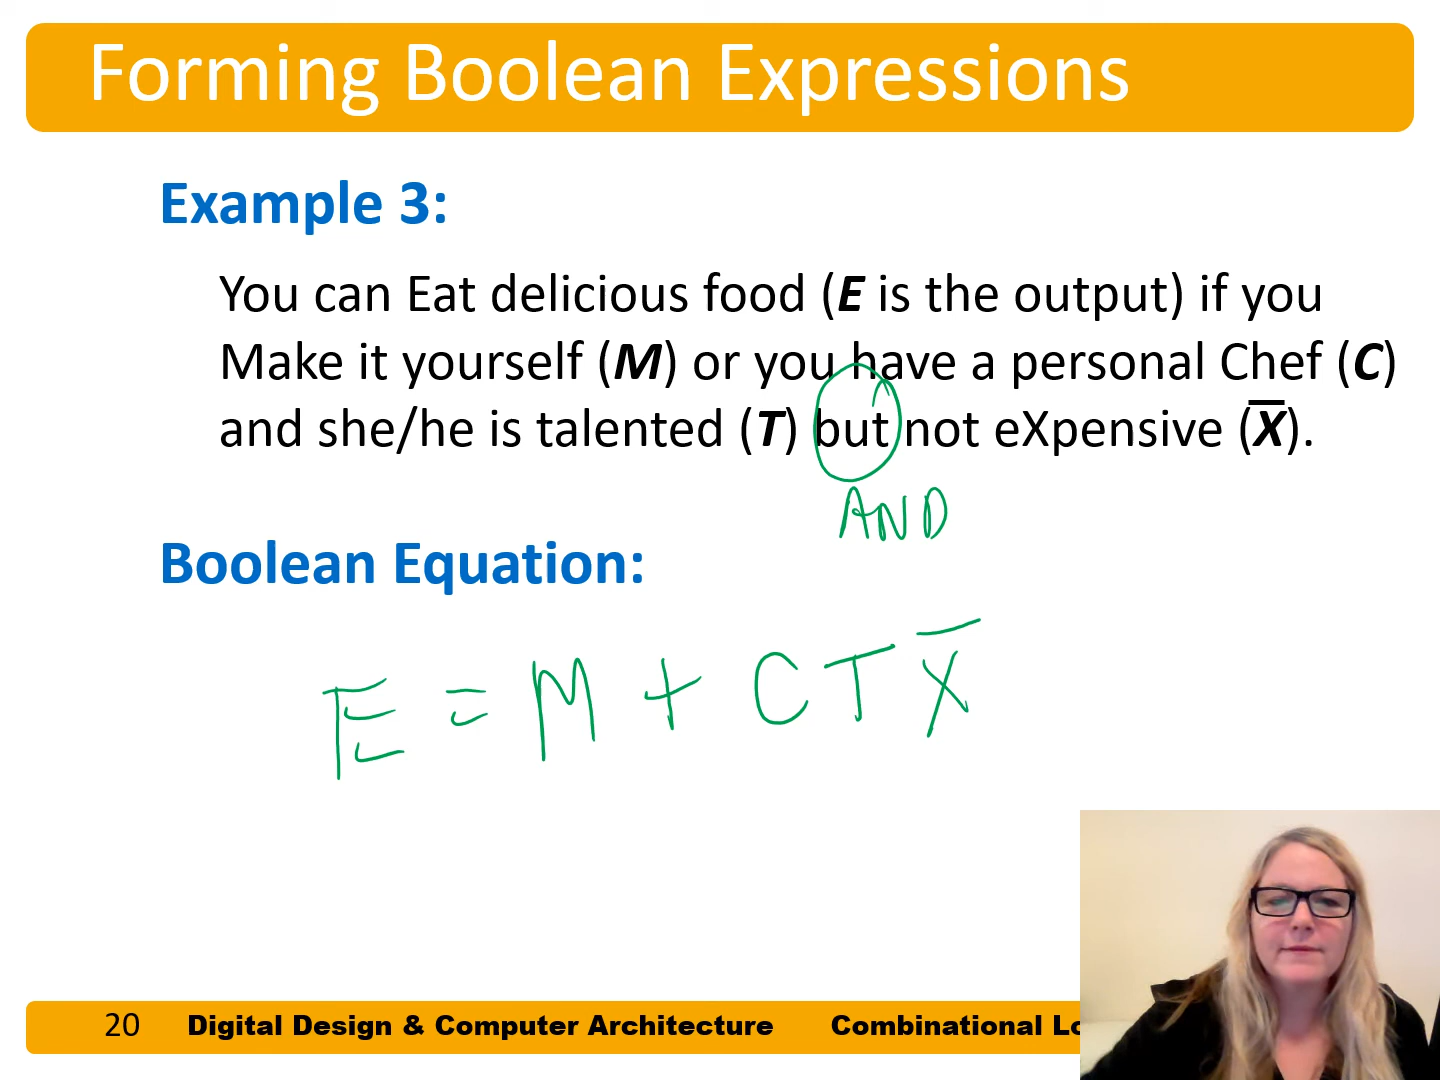 Forming Boolean Expressions
Example 3:
You can Eat delicious food (E is the output) if you
Make it yourself (M) or you have a personal Chef (C)
and she/he is talented (T) but not eXpensive (X̅).
AND
Boolean Equation:
E = M + C T X̅
20 Digital Design & Computer Architecture Combinational